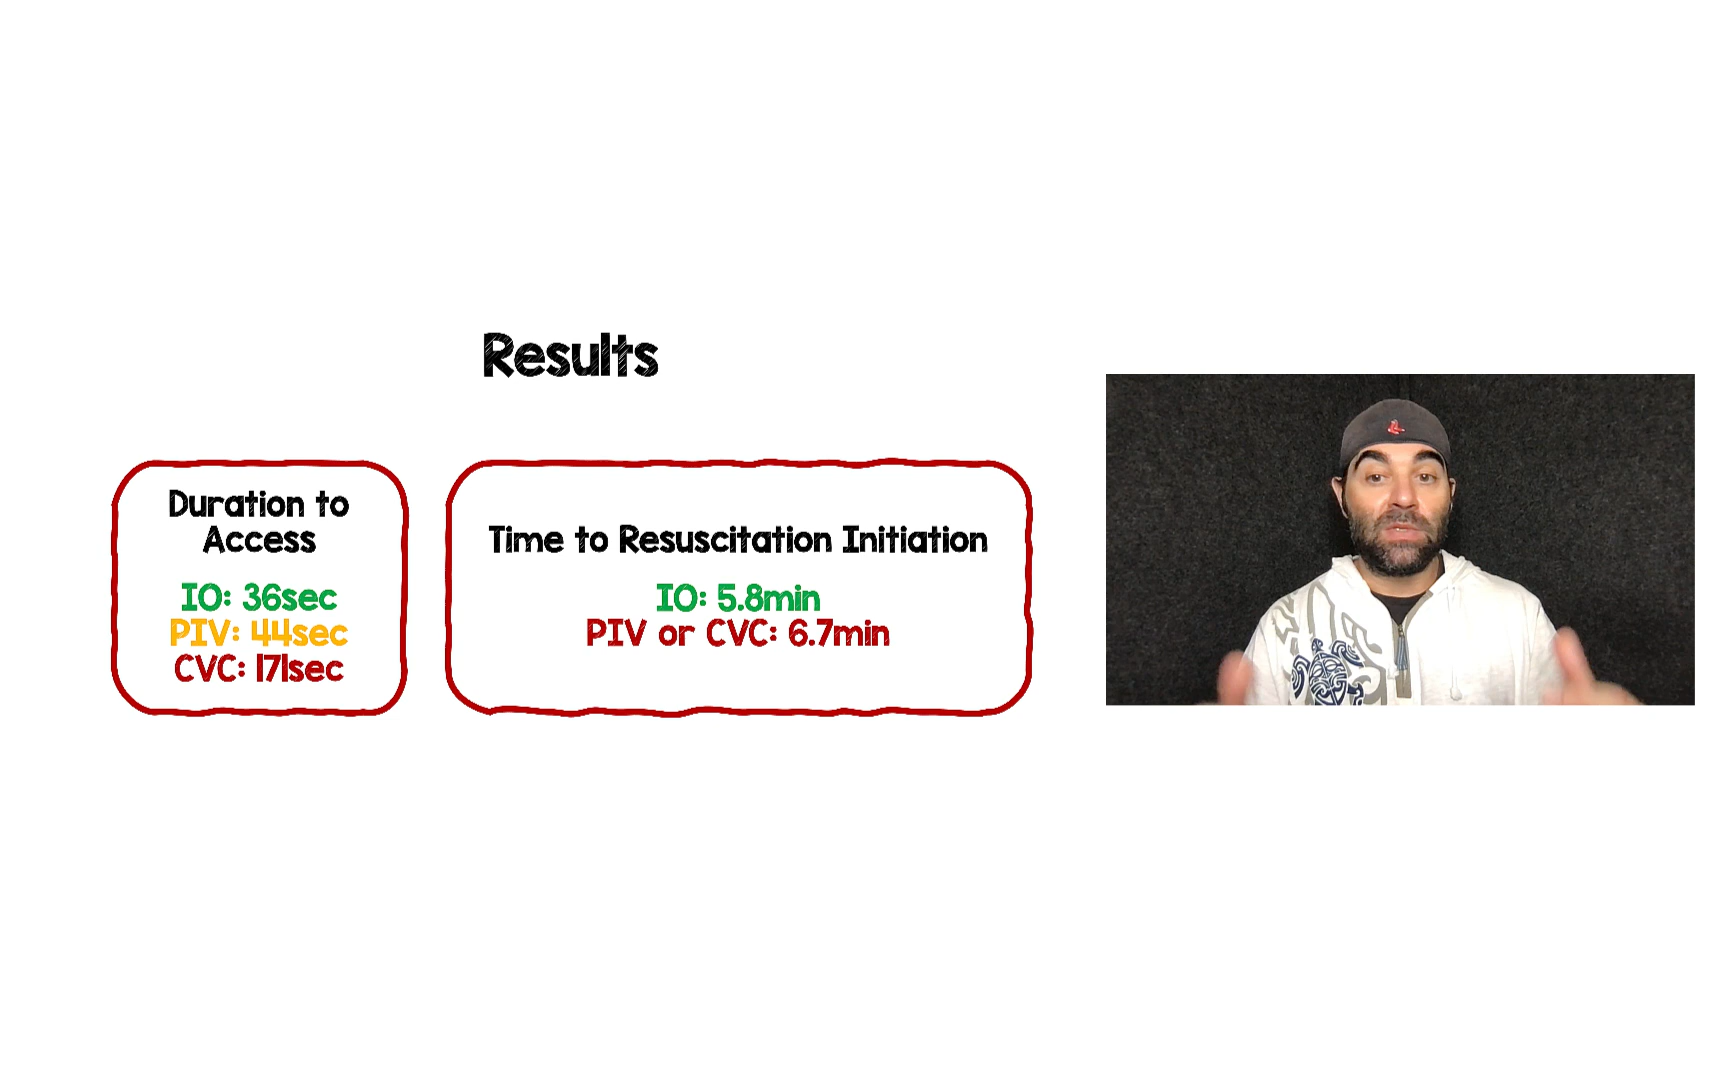 Results
Duration to
Access
IO: 36sec
PIV: 44sec
CVC: 171sec
Time to Resuscitation Initiation
IO: 5.8min
PIV or CVC: 6.7min